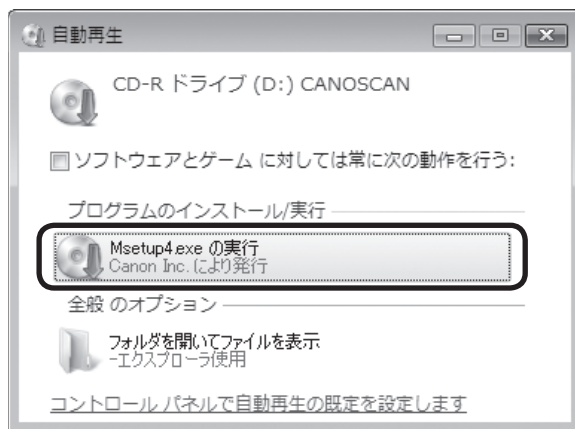 自動再生
CD-R ドライブ (D:) CANOSCAN
ソフトウェアとゲーム に対しては常に次の動作を行う:
プログラムのインストール/実行
Msetup4.exe の実行
Canon Inc. により発行
全般 のオプション
フォルダを開いてファイルを表示
-エクスプローラ使用
コントロール パネルで自動再生の既定を設定します